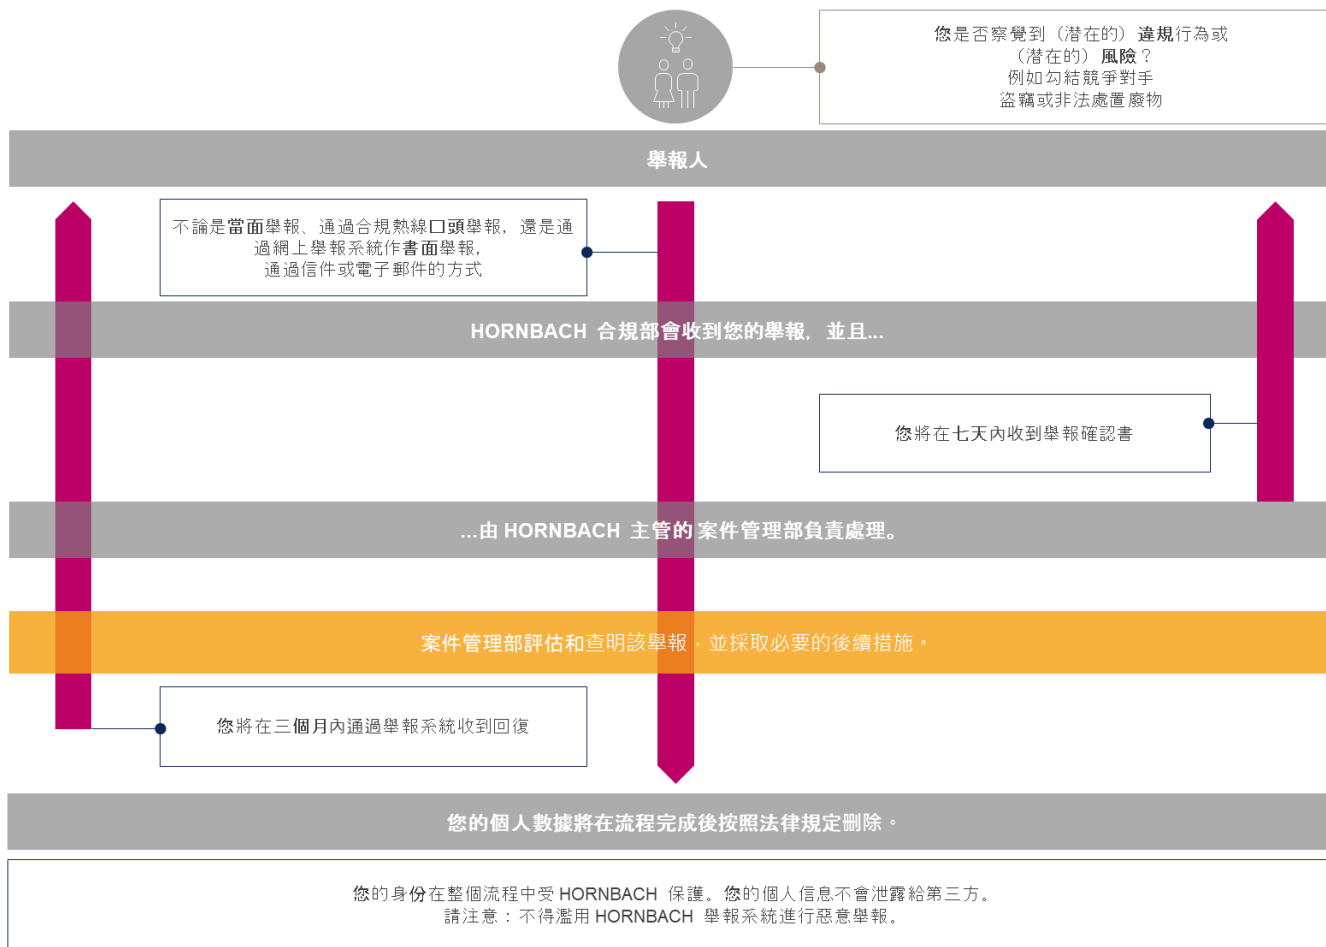 您是否察覺到（潜在的）違規行為或
（潜在的）風險？
例如勾結競爭對手
盜竊或非法處置廢物
舉報人
不論是當面舉報、通過合規熱線口頭舉報，還是通
過網上舉報系統作書面舉報，
通過信件或電子郵件的方式
HORNBACH 合規部會收到您的舉報，並且...
您將在七天內收到舉報確認書
...由 HORNBACH 主管的 案件管理部負責處理。
案件管理部評估和查明該舉報，並採取必要的後續措施。
您將在三個月內通過舉報系統收到回復
您的個人數據將在流程完成後按照法律規定刪除。
您的身份在整個流程中受 HORNBACH 保護。您的個人信息不會泄露給第三方。
請注意：不得濫用 HORNBACH 舉報系統進行惡意舉報。